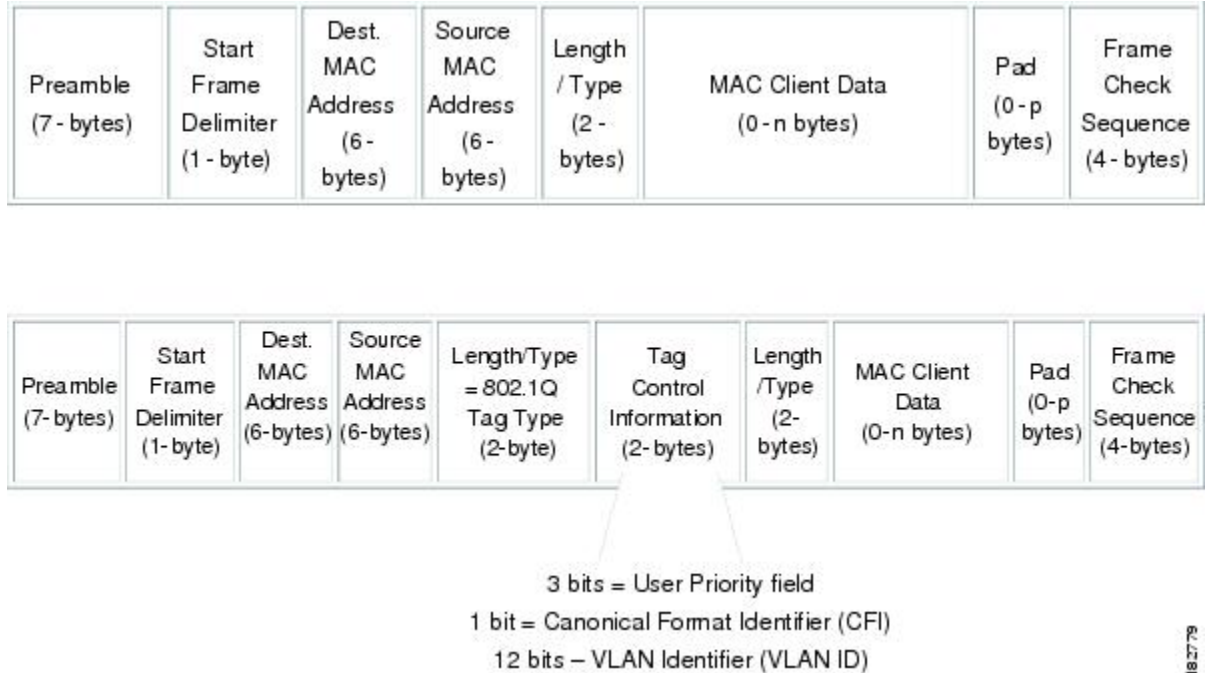 Preamble
(7 - bytes)
Start
Frame
Delimiter
(1 - byte)
Dest.
MAC
Address
(6 -
bytes)
Source
MAC
Address
(6 -
bytes)
Length
/ Type
(2 -
bytes)
MAC Client Data
(0 - n bytes)
Pad
(0 - p
bytes)
Frame
Check
Sequence
(4 - bytes)
Preamble
(7- bytes)
Start
Frame
Delimiter
(1- byte)
Dest.
MAC
Address
(6-bytes)
Source
MAC
Address
(6-bytes)
Length/Type
= 802.1Q
Tag Type
(2-byte)
Tag
Control
Information
(2- bytes)
Length
/Type
(2-
bytes)
MAC Client
Data
(0-n bytes)
Pad
(0-p
bytes)
Frame
Check
Sequence
(4-bytes)
3 bits = User Priority field
1 bit = Canonical Format Identifier (CFI)
12 bits – VLAN Identifier (VLAN ID)
182779